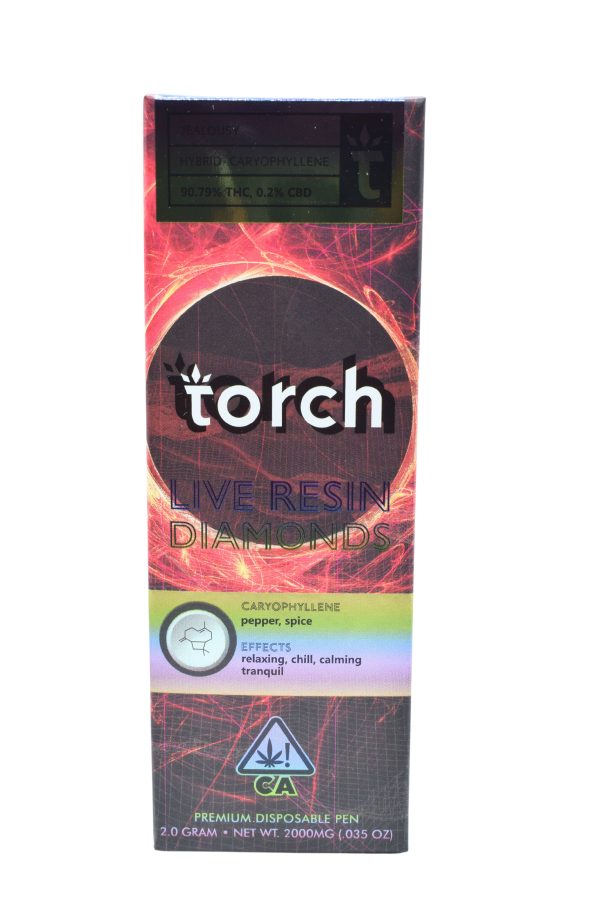 JEALOUSY
HYBRID-CARYOPHYLLENE
90.79% THC, 0.2% CBD
t
torch
LIVE RESIN
DIAMONDS
CARYOPHYLLENE
pepper, spice
EFFECTS
relaxing, chill, calming
tranquil
!
CA
PREMIUM DISPOSABLE PEN
2.0 GRAM • NET WT. 2000MG (.035 OZ)